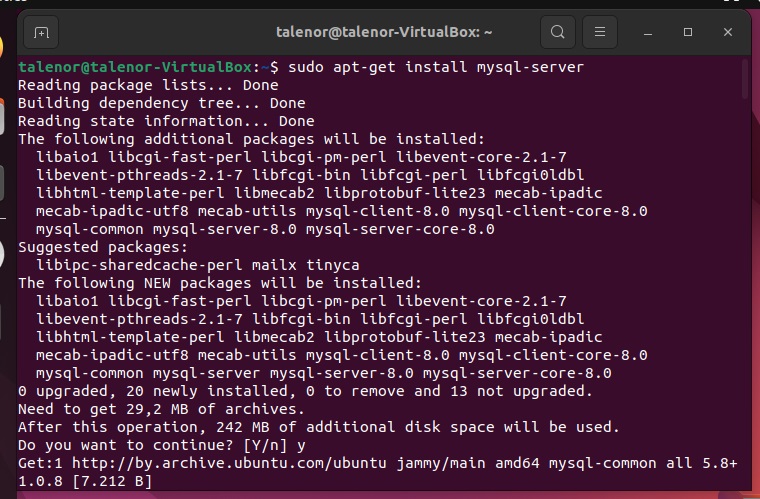 talenor@talenor-VirtualBox: ~
talenor@talenor-VirtualBox:~$ sudo apt-get install mysql-server
Reading package lists... Done
Building dependency tree... Done
Reading state information... Done
The following additional packages will be installed:
  libaio1 libcgi-fast-perl libcgi-pm-perl libevent-core-2.1-7
  libevent-pthreads-2.1-7 libfcgi-bin libfcgi-perl libfcgi0ldbl
  libhtml-template-perl libmecab2 libprotobuf-lite23 mecab-ipadic
  mecab-ipadic-utf8 mecab-utils mysql-client-8.0 mysql-client-core-8.0
  mysql-common mysql-server-8.0 mysql-server-core-8.0
Suggested packages:
  libipc-sharedcache-perl mailx tinyca
The following NEW packages will be installed:
  libaio1 libcgi-fast-perl libcgi-pm-perl libevent-core-2.1-7
  libevent-pthreads-2.1-7 libfcgi-bin libfcgi-perl libfcgi0ldbl
  libhtml-template-perl libmecab2 libprotobuf-lite23 mecab-ipadic
  mecab-ipadic-utf8 mecab-utils mysql-client-8.0 mysql-client-core-8.0
  mysql-common mysql-server mysql-server-8.0 mysql-server-core-8.0
0 upgraded, 20 newly installed, 0 to remove and 13 not upgraded.
Need to get 29,2 MB of archives.
After this operation, 242 MB of additional disk space will be used.
Do you want to continue? [Y/n] y
Get:1 http://by.archive.ubuntu.com/ubuntu jammy/main amd64 mysql-common all 5.8+
1.0.8 [7.212 B]